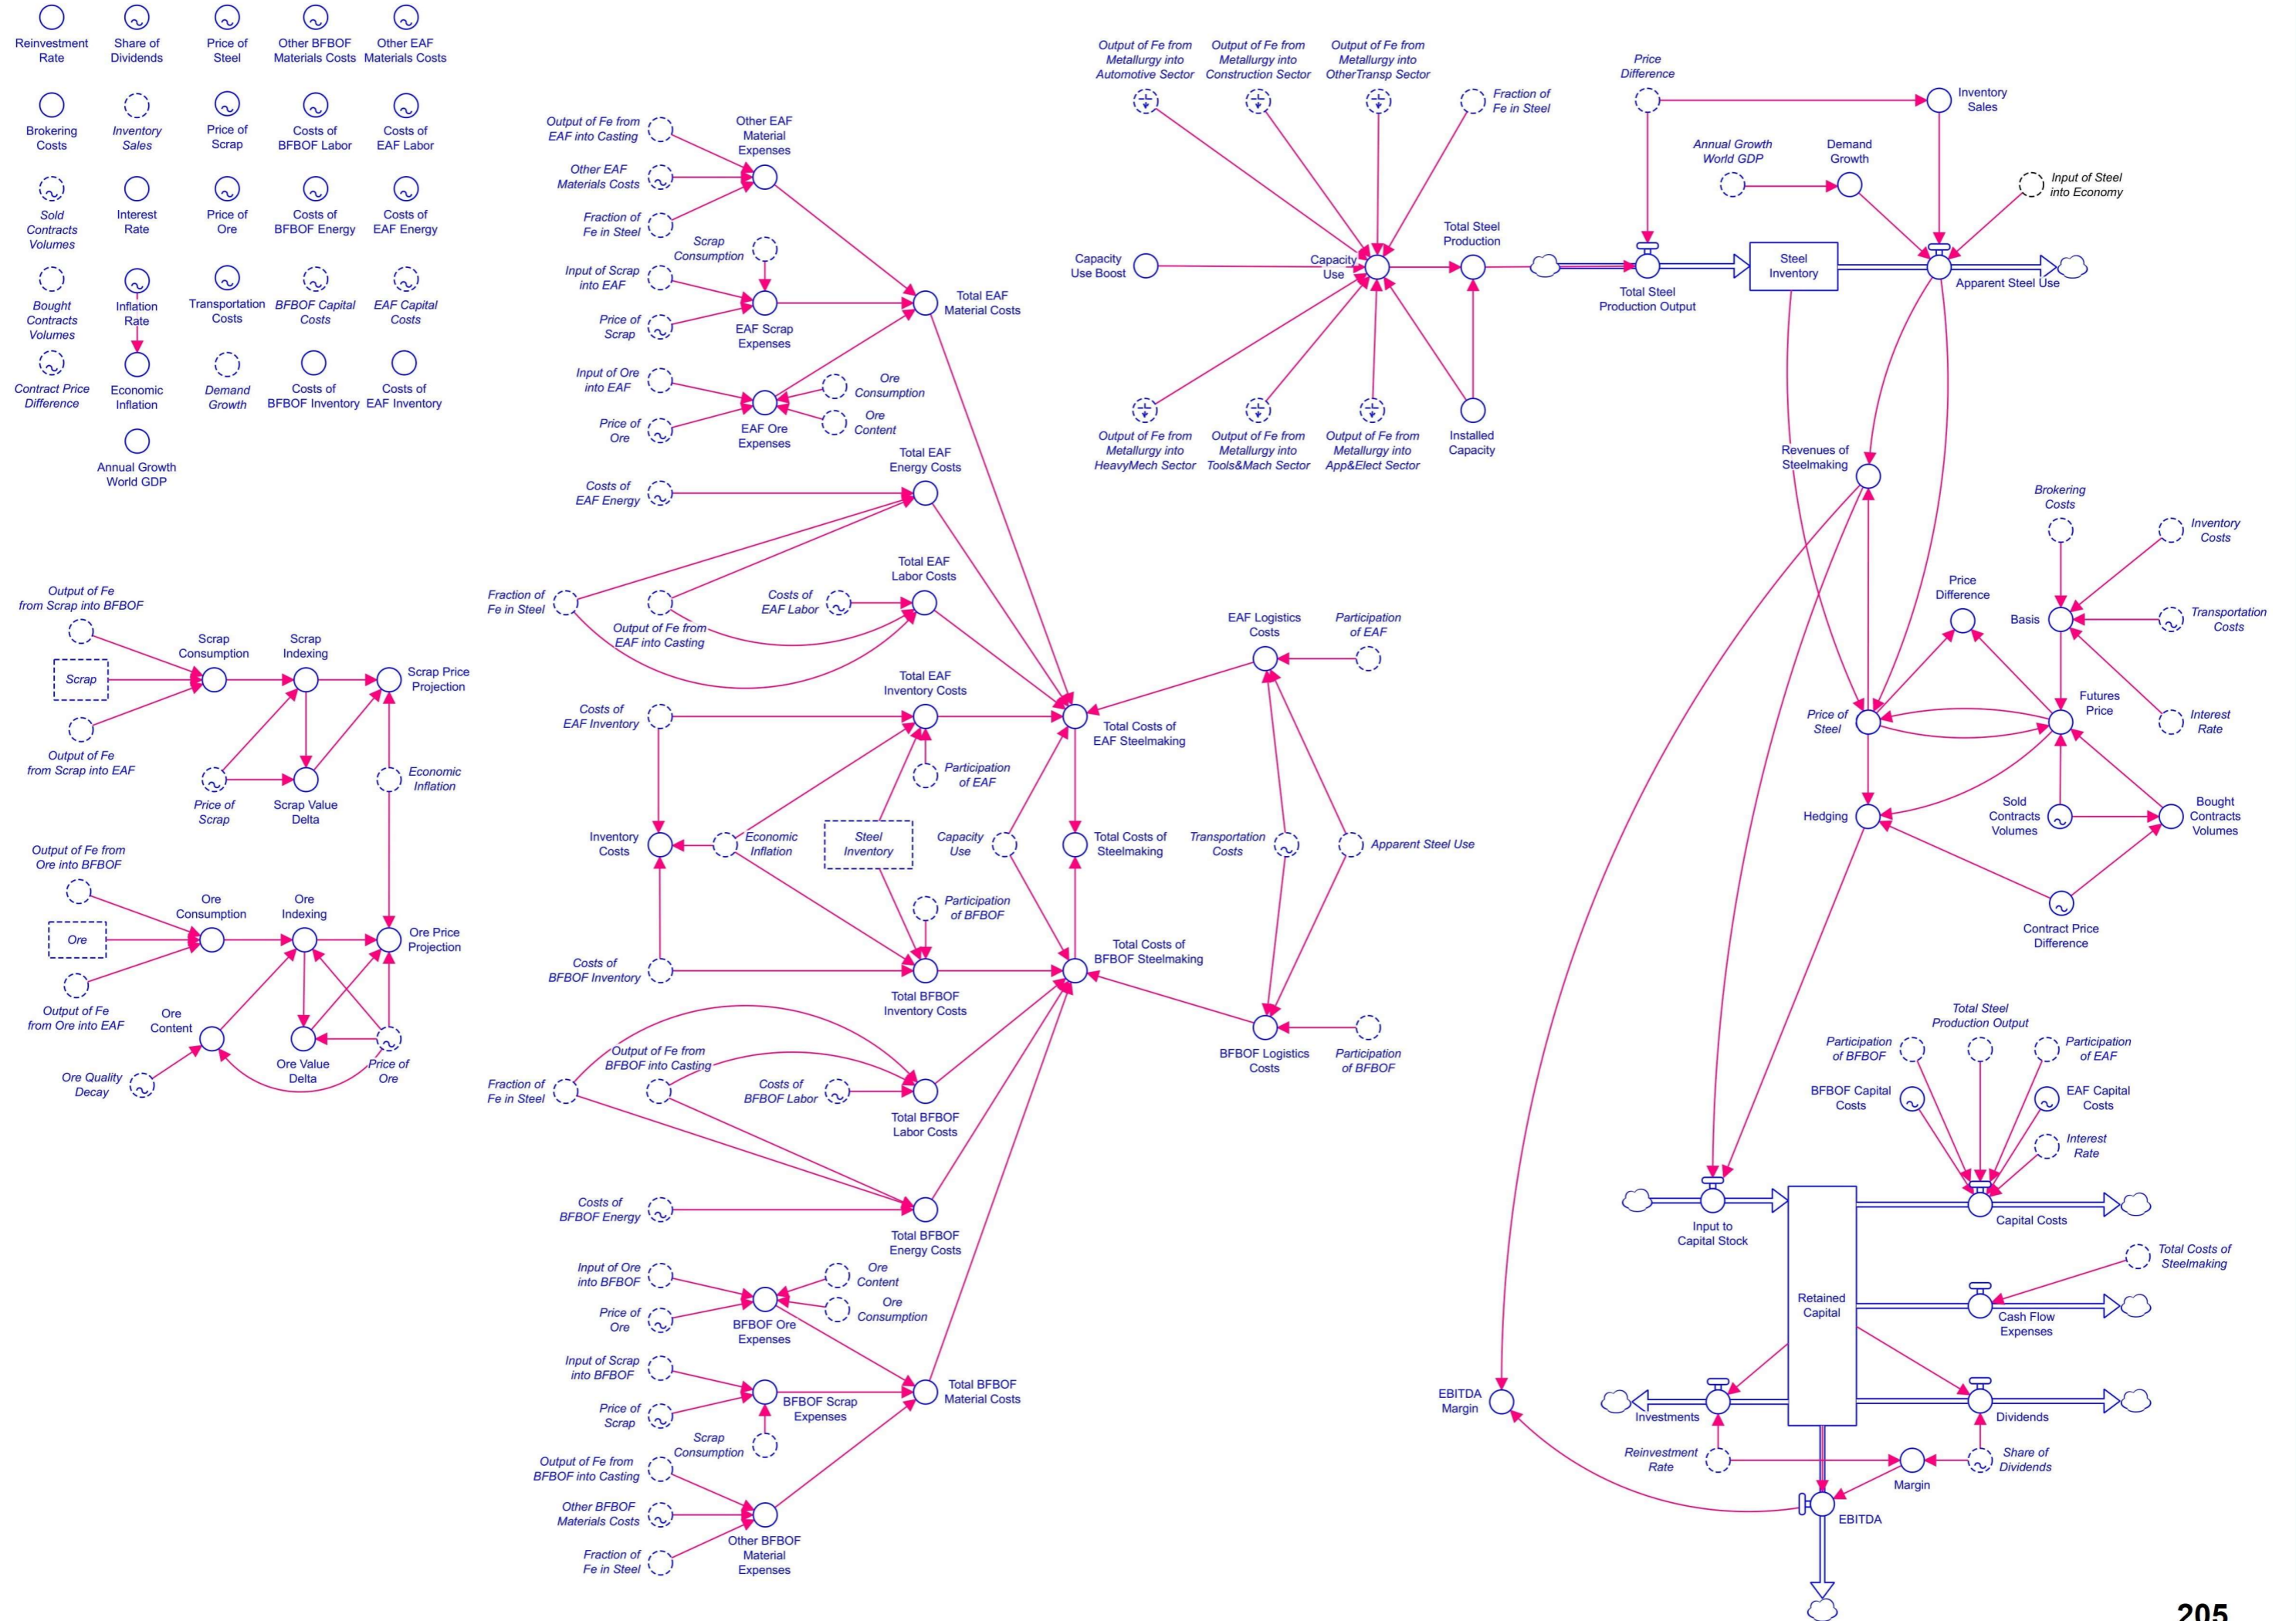 Reinvestment
Rate
Share of
Dividends
Price of
Steel
Other BFBOF
Materials Costs
Other EAF
Materials Costs
Brokering
Costs
Inventory
Sales
Price of
Scrap
Costs of
BFBOF Labor
Costs of
EAF Labor
Sold
Contracts
Volumes
Interest
Rate
Price of
Ore
Costs of
BFBOF Energy
Costs of
EAF Energy
Bought
Contracts
Volumes
Inflation
Rate
Transportation
Costs
BFBOF Capital
Costs
EAF Capital
Costs
Contract Price
Difference
Economic
Inflation
Demand
Growth
Costs of
BFBOF Inventory
Costs of
EAF Inventory
Annual Growth
World GDP
Output of Fe
from Scrap into BFBOF
Scrap
Consumption
Scrap
Indexing
Scrap
Scrap Price
Projection
Output of Fe
from Scrap into EAF
Price of
Scrap
Scrap Value
Delta
Economic
Inflation
Output of Fe from
Ore into BFBOF
Ore
Consumption
Ore
Indexing
Ore
Ore Price
Projection
Output of Fe
from Ore into EAF
Ore
Content
Ore Quality
Decay
Ore Value
Delta
Price of
Ore
Output of Fe from
EAF into Casting
Other EAF
Material
Expenses
Other EAF
Materials Costs
Fraction of
Fe in Steel
Scrap
Consumption
Input of Scrap
into EAF
Price of
Scrap
EAF Scrap
Expenses
Total EAF
Material Costs
Input of Ore
into EAF
Ore
Consumption
Price of
Ore
Ore
Content
EAF Ore
Expenses
Total EAF
Energy Costs
Costs of
EAF Energy
Total EAF
Labor Costs
Fraction of
Fe in Steel
Costs of
EAF Labor
Output of Fe from
EAF into Casting
Total EAF
Inventory Costs
Costs of
EAF Inventory
Participation
of EAF
Total Costs of
EAF Steelmaking
Inventory
Costs
Economic
Inflation
Steel
Inventory
Capacity
Use
Total Costs of
Steelmaking
Participation
of BFBOF
Costs of
BFBOF Inventory
Total BFBOF
Inventory Costs
Total Costs of
BFBOF Steelmaking
Output of Fe from
BFBOF into Casting
Fraction of
Fe in Steel
Costs of
BFBOF Labor
Total BFBOF
Labor Costs
Costs of
BFBOF Energy
Total BFBOF
Energy Costs
Input of Ore
into BFBOF
Ore
Content
Price of
Ore
Ore
Consumption
BFBOF Ore
Expenses
Input of Scrap
into BFBOF
Price of
Scrap
BFBOF Scrap
Expenses
Total BFBOF
Material Costs
Scrap
Consumption
Output of Fe from
BFBOF into Casting
Other BFBOF
Materials Costs
Fraction of
Fe in Steel
Other BFBOF
Material
Expenses
EAF Logistics
Costs
Participation
of EAF
Transportation
Costs
Apparent Steel Use
BFBOF Logistics
Costs
Participation
of BFBOF
Output of Fe from
Metallurgy into
Automotive Sector
Output of Fe from
Metallurgy into
Construction Sector
Output of Fe from
Metallurgy into
OtherTransp Sector
Fraction of
Fe in Steel
Capacity
Use Boost
Capacity
Use
Total Steel
Production
Output of Fe from
Metallurgy into
HeavyMech Sector
Output of Fe from
Metallurgy into
Tools&Mach Sector
Output of Fe from
Metallurgy into
App&Elect Sector
Installed
Capacity
Price
Difference
Inventory
Sales
Annual Growth
World GDP
Demand
Growth
Input of Steel
into Economy
Total Steel
Production Output
Steel
Inventory
Apparent Steel Use
Revenues of
Steelmaking
Brokering
Costs
Inventory
Costs
Price
Difference
Basis
Transportation
Costs
Price of
Steel
Futures
Price
Interest
Rate
Hedging
Sold
Contracts
Volumes
Bought
Contracts
Volumes
Contract Price
Difference
Total Steel
Production Output
Participation
of BFBOF
Participation
of EAF
BFBOF Capital
Costs
EAF Capital
Costs
Interest
Rate
Input to
Capital Stock
Capital Costs
Total Costs of
Steelmaking
Retained
Capital
Cash Flow
Expenses
EBITDA
Margin
Investments
Dividends
Reinvestment
Rate
Margin
Share of
Dividends
EBITDA
205